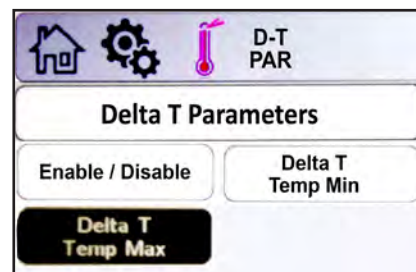 D-T
PAR
Delta T Parameters
Enable / Disable
Delta T
Temp Min
Delta T
Temp Max